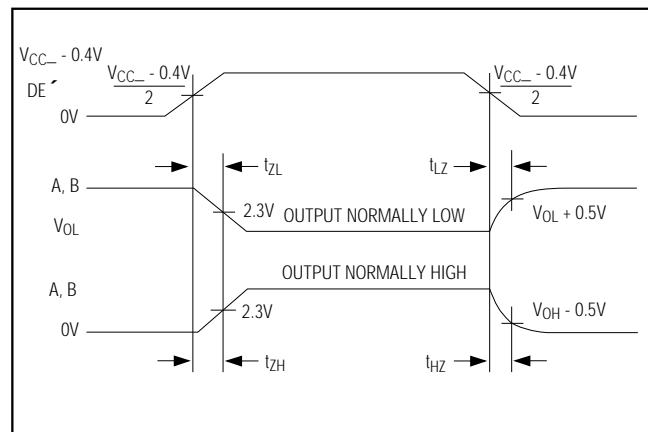 VCC_ - 0.4V
DE´
0V
VCC_ - 0.4V
2
VCC_ - 0.4V
2
tZL
tLZ
A, B
VOL
2.3V
OUTPUT NORMALLY LOW
VOL + 0.5V
OUTPUT NORMALLY HIGH
A, B
0V
2.3V
VOH - 0.5V
tZH
tHZ